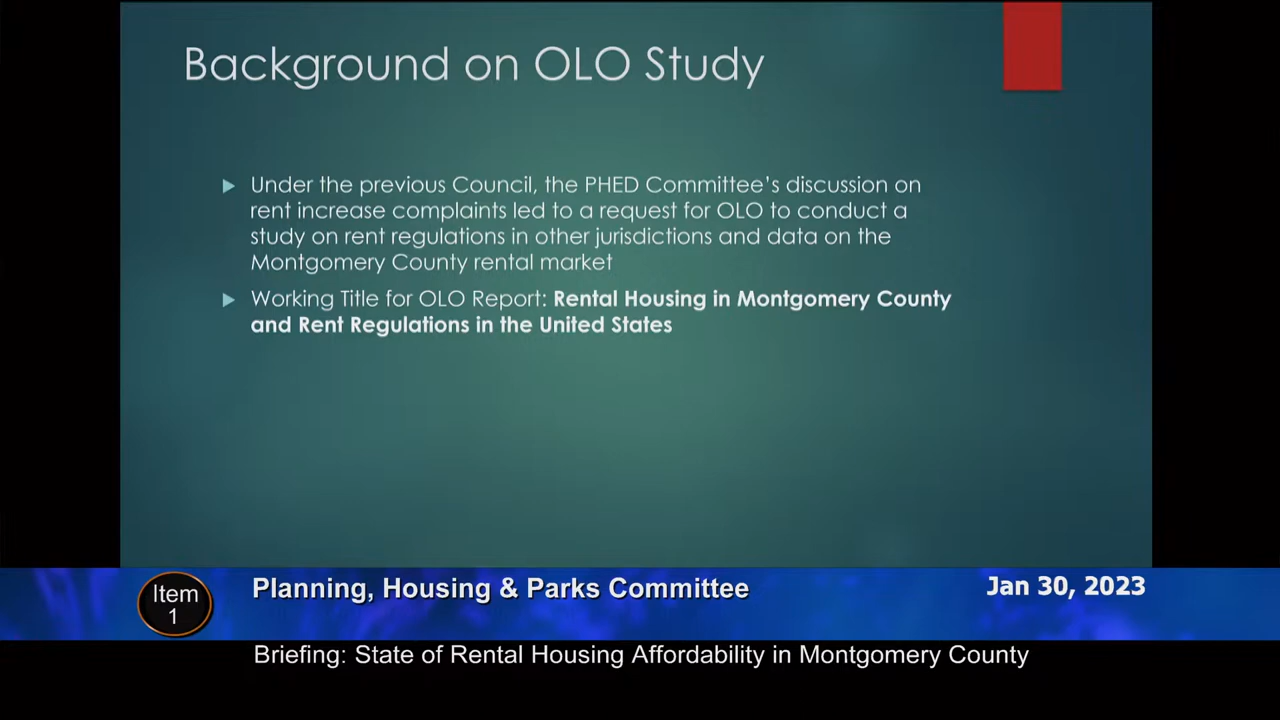 Background on OLO Study
Under the previous Council, the PHED Committee's discussion on
rent increase complaints led to a request for OLO to conduct a
study on rent regulations in other jurisdictions and data on the
Montgomery County rental market
Working Title for OLO Report: Rental Housing in Montgomery County
and Rent Regulations in the United States
Item
1
Planning, Housing & Parks Committee
Jan 30, 2023
Briefing: State of Rental Housing Affordability in Montgomery County